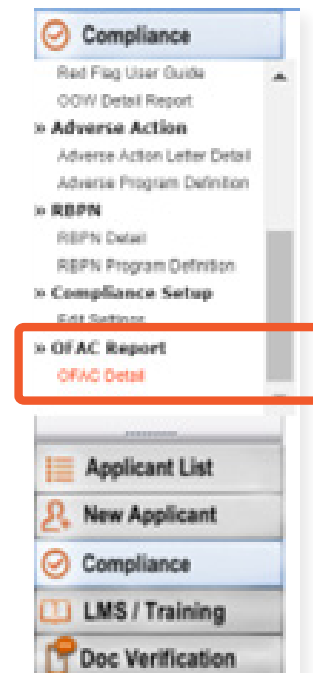 Compliance
Red Flag User Guide
OOW Detail Report
» Adverse Action
Adverse Action Letter Detail
Adverse Program Definition
» RBPN
RBPN Detail
RBPN Program Definition
» Compliance Setup
Edit Settings
» OFAC Report
OFAC Detail
Applicant List
New Applicant
Compliance
LMS / Training
Doc Verification